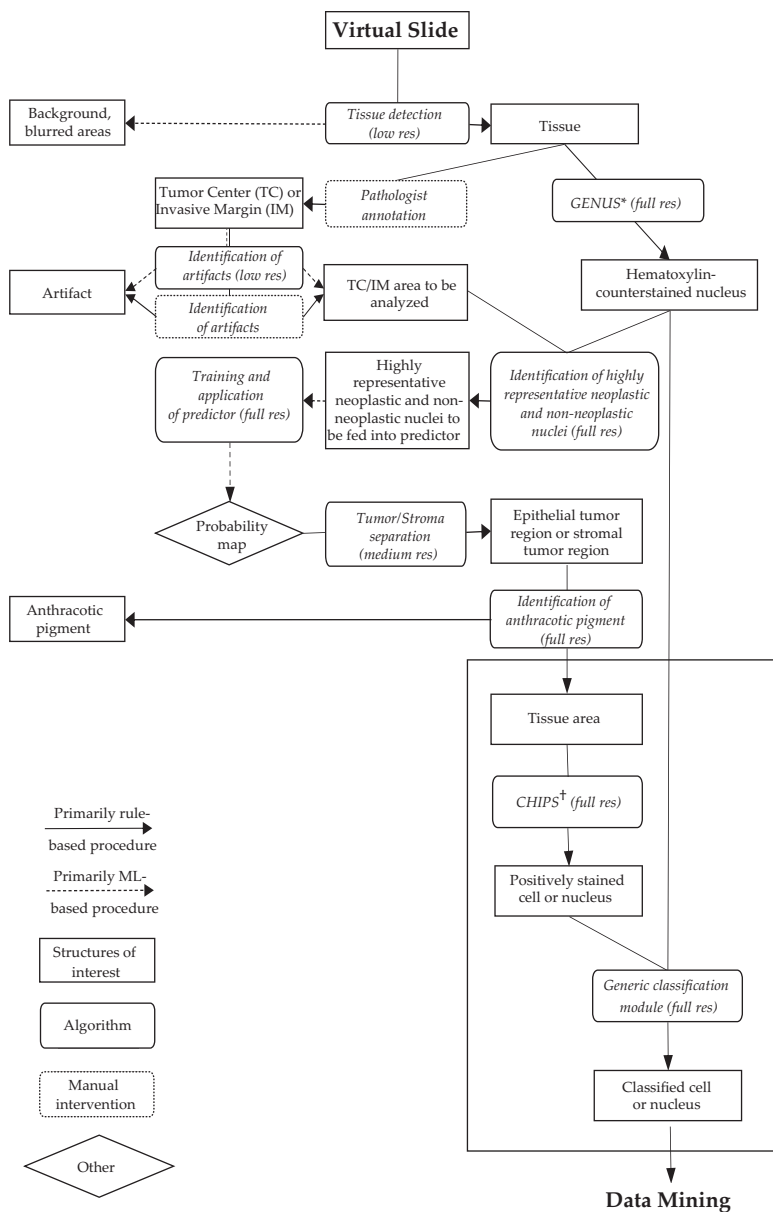 Virtual Slide
Background,
blurred areas
Tissue detection
(low res)
Tissue
Tumor Center (TC) or
Invasive Margin (IM)
Pathologist
annotation
GENUS* (full res)
Identification of
artifacts (low res)
Artifact
Identification
of artifacts
TC/IM area to be
analyzed
Hematoxylin-
counterstained nucleus
Training and
application
of predictor (full res)
Highly
representative
neoplastic and non-
neoplastic nuclei to
be fed into predictor
Identification of highly
representative neoplastic
and non-neoplastic
nuclei (full res)
Probability
map
Tumor/Stroma
separation
(medium res)
Epithelial tumor
region or stromal
tumor region
Anthracotic
pigment
Identification of
anthracotic pigment
(full res)
Tissue area
CHIPS† (full res)
Positively stained
cell or nucleus
Generic classification
module (full res)
Classified cell
or nucleus
Data Mining
Primarily rule-
based procedure
Primarily ML-
based procedure
Structures of
interest
Algorithm
Manual
intervention
Other